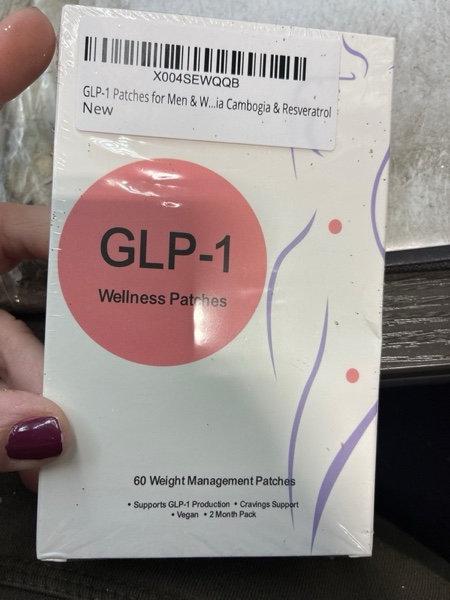 X004SEWQQB
GLP-1 Patches for Men & W...ia Cambogia & Resveratrol
New
GLP-1
Wellness Patches
60 Weight Management Patches
• Supports GLP-1 Production • Cravings Support
• Vegan • 2 Month Pack